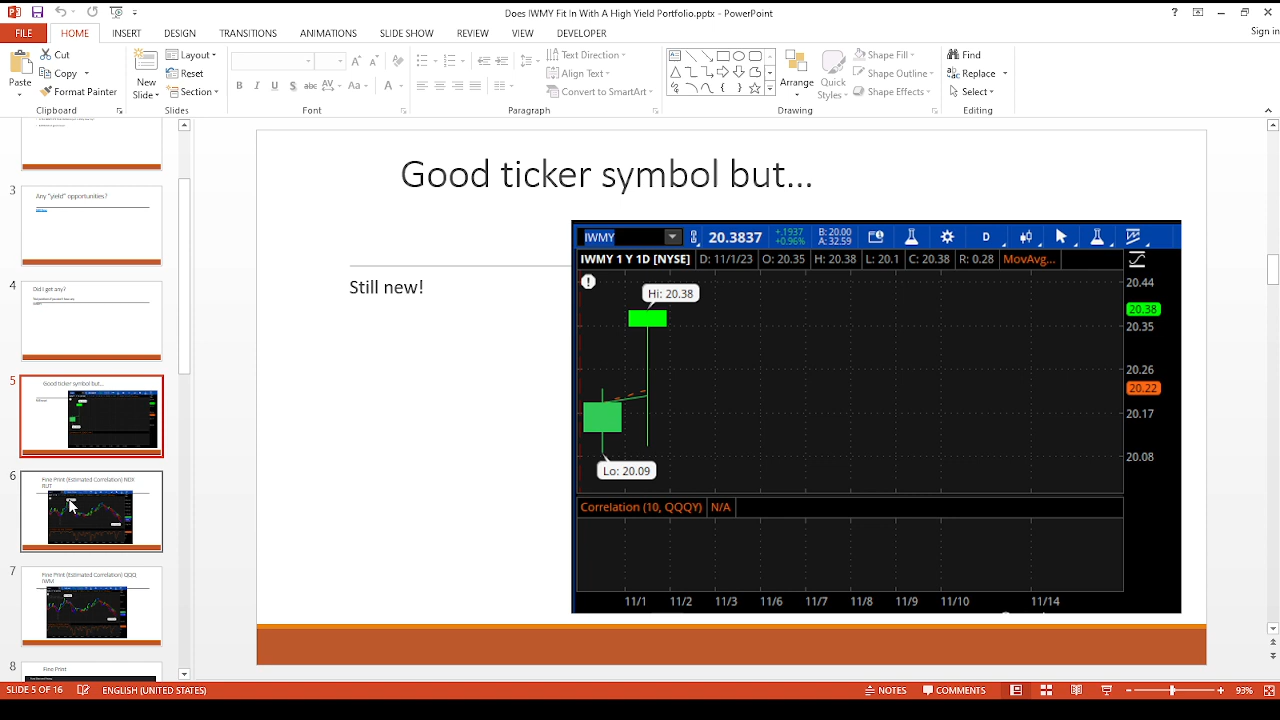 Does IWMY Fit In With A High Yield Portfolio.pptx - PowerPoint
Sign in
FILE HOME INSERT DESIGN TRANSITIONS ANIMATIONS SLIDE SHOW REVIEW VIEW DEVELOPER
Paste
Cut
Copy
Format Painter
Clipboard
New
Slide
Layout
Reset
Section
Slides
Font
Text Direction
Align Text
Convert to SmartArt
Paragraph
Arrange
Quick
Styles
Shape Fill
Shape Outline
Shape Effects
Drawing
Find
Replace
Select
Editing
3
Any "yield" opportunities?
4
Did I get any?
5
Good ticker symbol but...
Still new!
6
Fine Print (Estimated Correlation) NDX
RUT
7
Fine Print (Estimated Correlation) QQQ
IWM
8
Fine Print
Good ticker symbol but...
Still new!
IWMY
20.3837
+.1937
+0.96%
B: 20.00
A: 32.59
D
IWMY 1 Y 1D [NYSE] D: 11/1/23 O: 20.35 H: 20.38 L: 20.1 C: 20.38 R: 0.28 MovAvg...
Hi: 20.38
Lo: 20.09
20.44
20.38
20.35
20.26
20.22
20.17
20.08
Correlation (10, QQQY) N/A
11/1 11/2 11/3 11/6 11/7 11/8 11/9 11/10 11/14
SLIDE 5 OF 16 ENGLISH (UNITED STATES) NOTES COMMENTS 93%